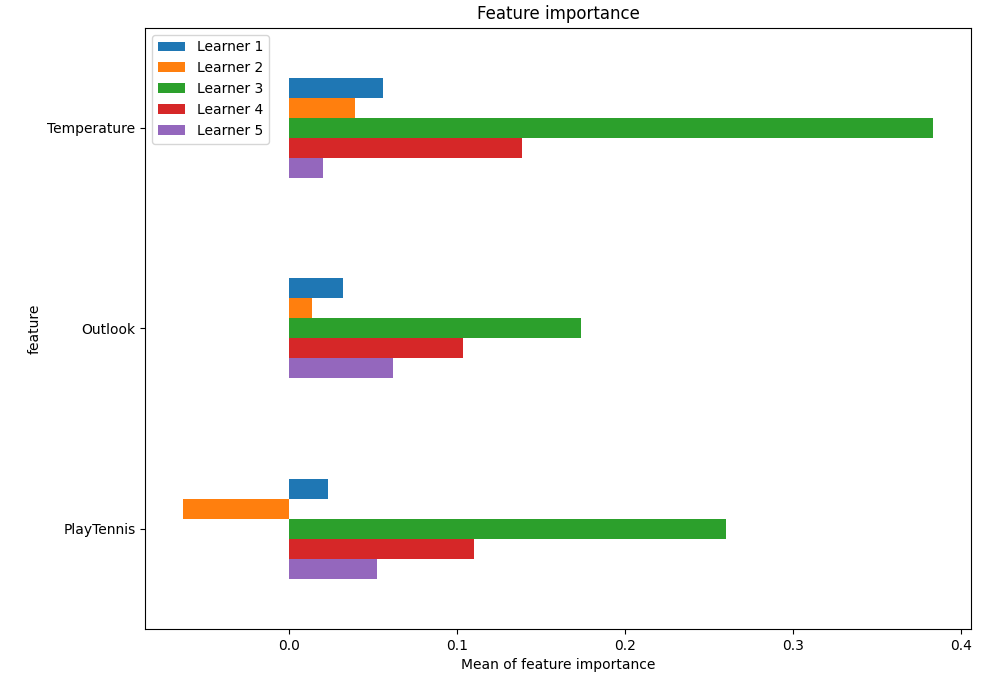 Feature importance
Learner 1
Learner 2
Learner 3
Learner 4
Learner 5
Temperature
Outlook
PlayTennis
feature
0.0 0.1 0.2 0.3 0.4
Mean of feature importance